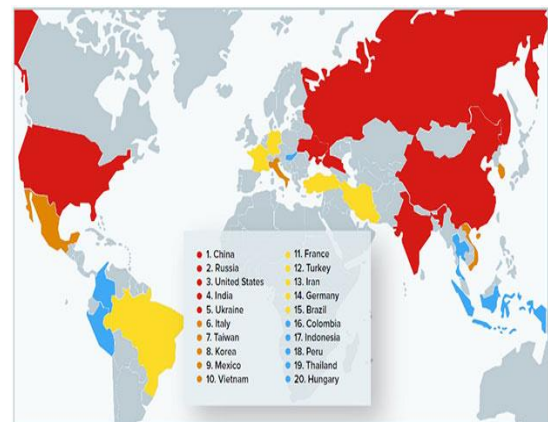 1. China
2. Russia
3. United States
4. India
5. Ukraine
6. Italy
7. Taiwan
8. Korea
9. Mexico
10. Vietnam
11. France
12. Turkey
13. Iran
14. Germany
15. Brazil
16. Colombia
17. Indonesia
18. Peru
19. Thailand
20. Hungary